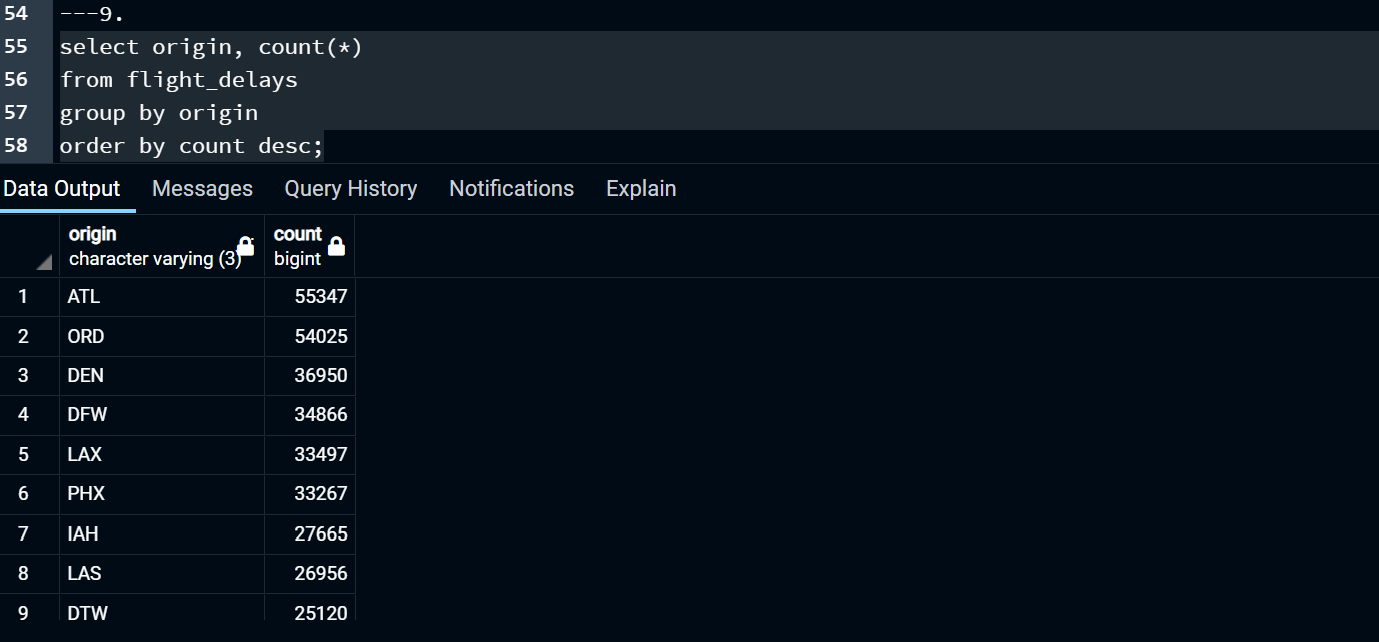 54 ---9.
55 select origin, count(*)
56 from flight_delays
57 group by origin
58 order by count desc;
Data Output Messages Query History Notifications Explain
origin count
character varying (3) bigint
1 ATL 55347
2 ORD 54025
3 DEN 36950
4 DFW 34866
5 LAX 33497
6 PHX 33267
7 IAH 27665
8 LAS 26956
9 DTW 25120